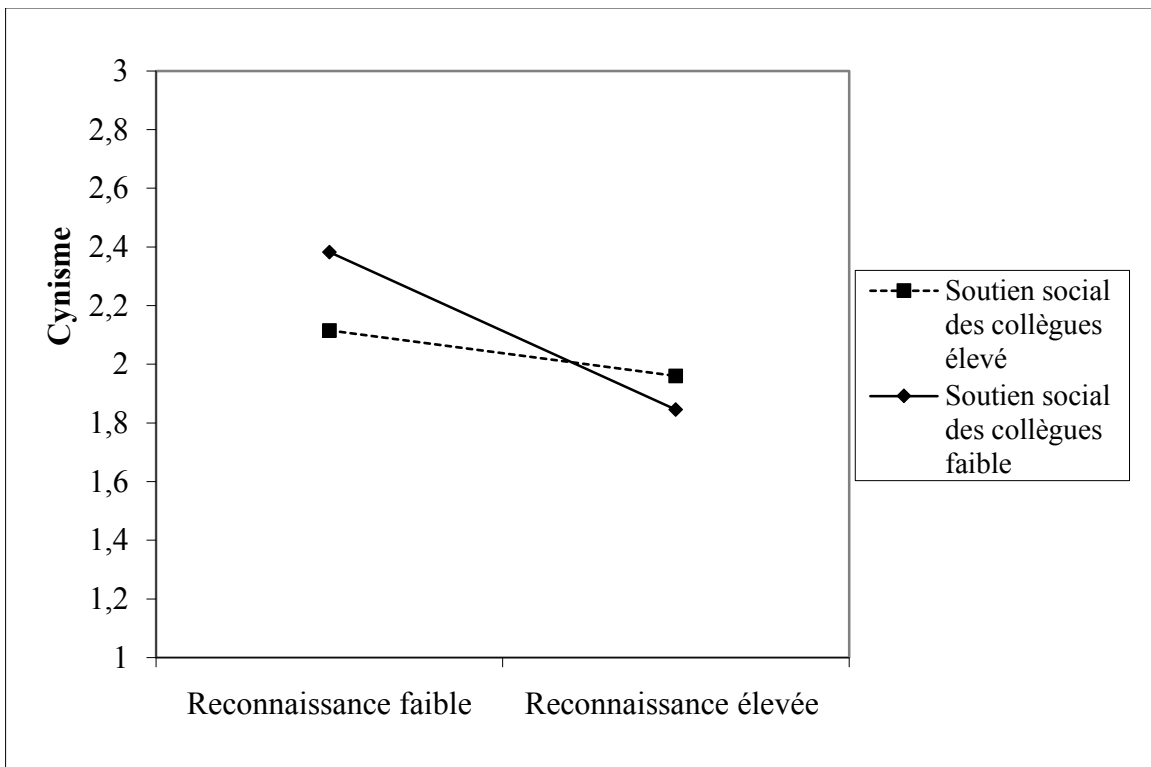 3
2,8
2,6
2,4
2,2
2
1,8
1,6
1,4
1,2
1
Cynisme
Reconnaissance faible
Reconnaissance élevée
Soutien social
des collègues
élevé
Soutien social
des collègues
faible